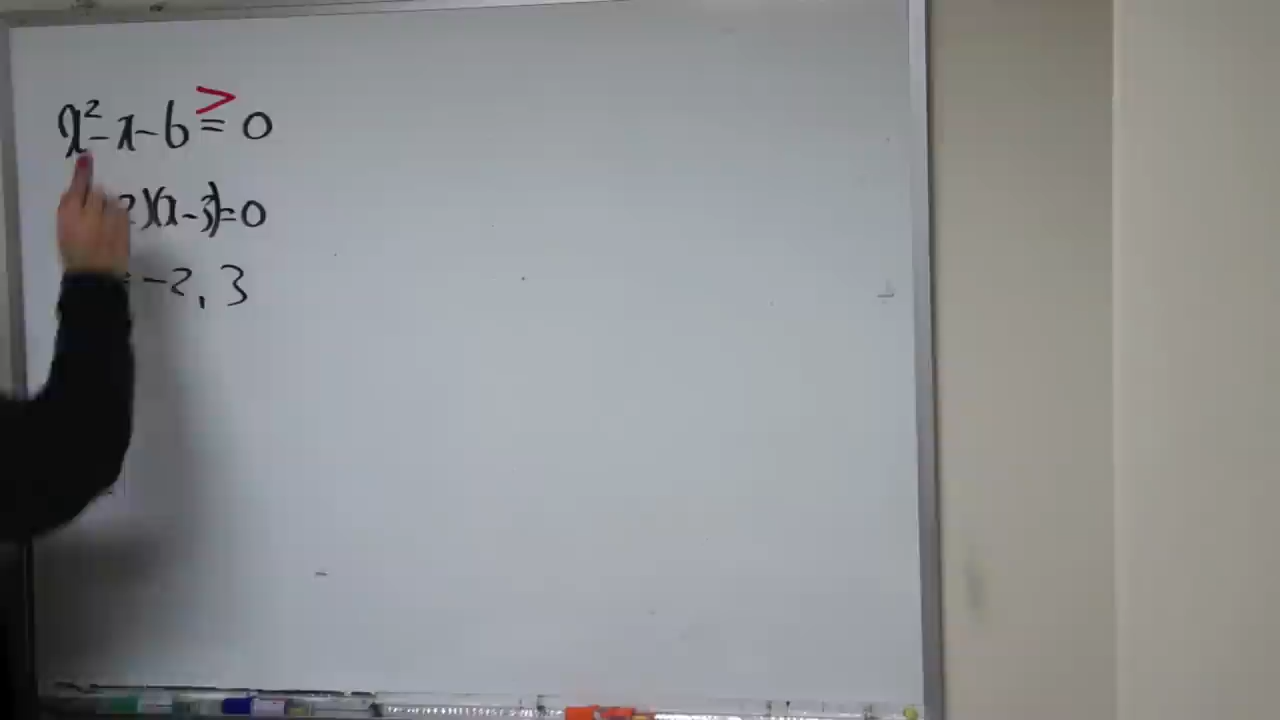 x²-x-6=0 >
2)(x-3)=0
= -2, 3